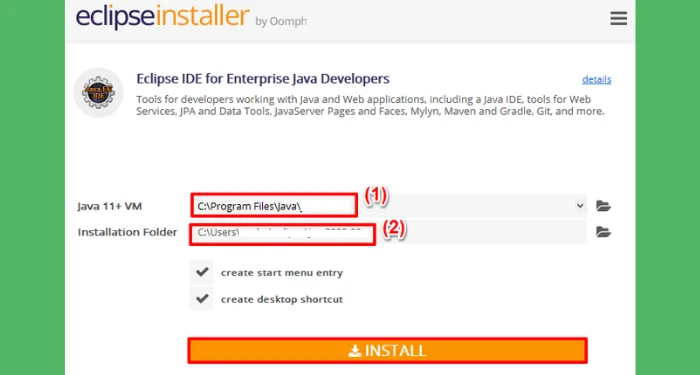 eclipseinstaller by Oomph
Java EE
IDE
Eclipse IDE for Enterprise Java Developers
details
Tools for developers working with Java and Web applications, including a Java IDE, tools for Web
Services, JPA and Data Tools, JavaServer Pages and Faces, Mylyn, Maven and Gradle, Git, and more.
Java 11+ VM
C:\Program Files\Java\
(1)
Installation Folder
C:\Users\
(2)
create start menu entry
create desktop shortcut
INSTALL